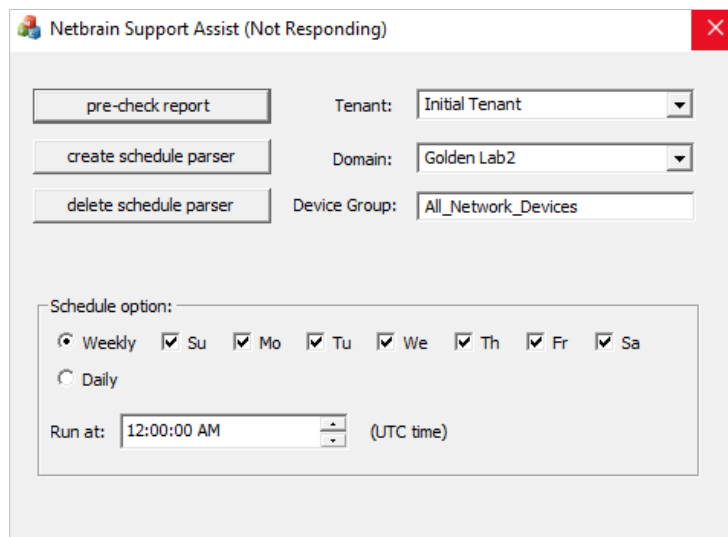 Netbrain Support Assist (Not Responding)
pre-check report
Tenant:
Initial Tenant
create schedule parser
Domain:
Golden Lab2
delete schedule parser
Device Group:
All_Network_Devices
Schedule option:
Weekly Su Mo Tu We Th Fr Sa
Daily
Run at: 12:00:00 AM (UTC time)